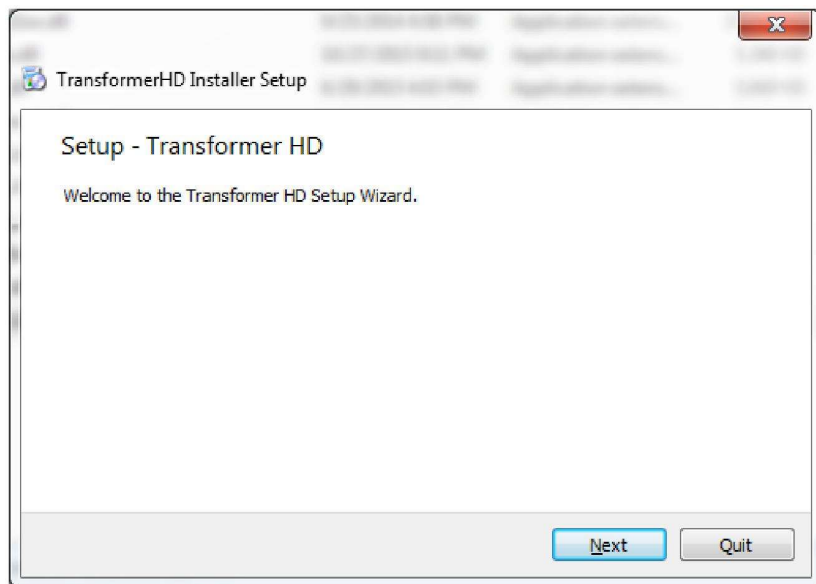 TransformerHD Installer Setup
Setup - Transformer HD
Welcome to the Transformer HD Setup Wizard.
Next
Quit